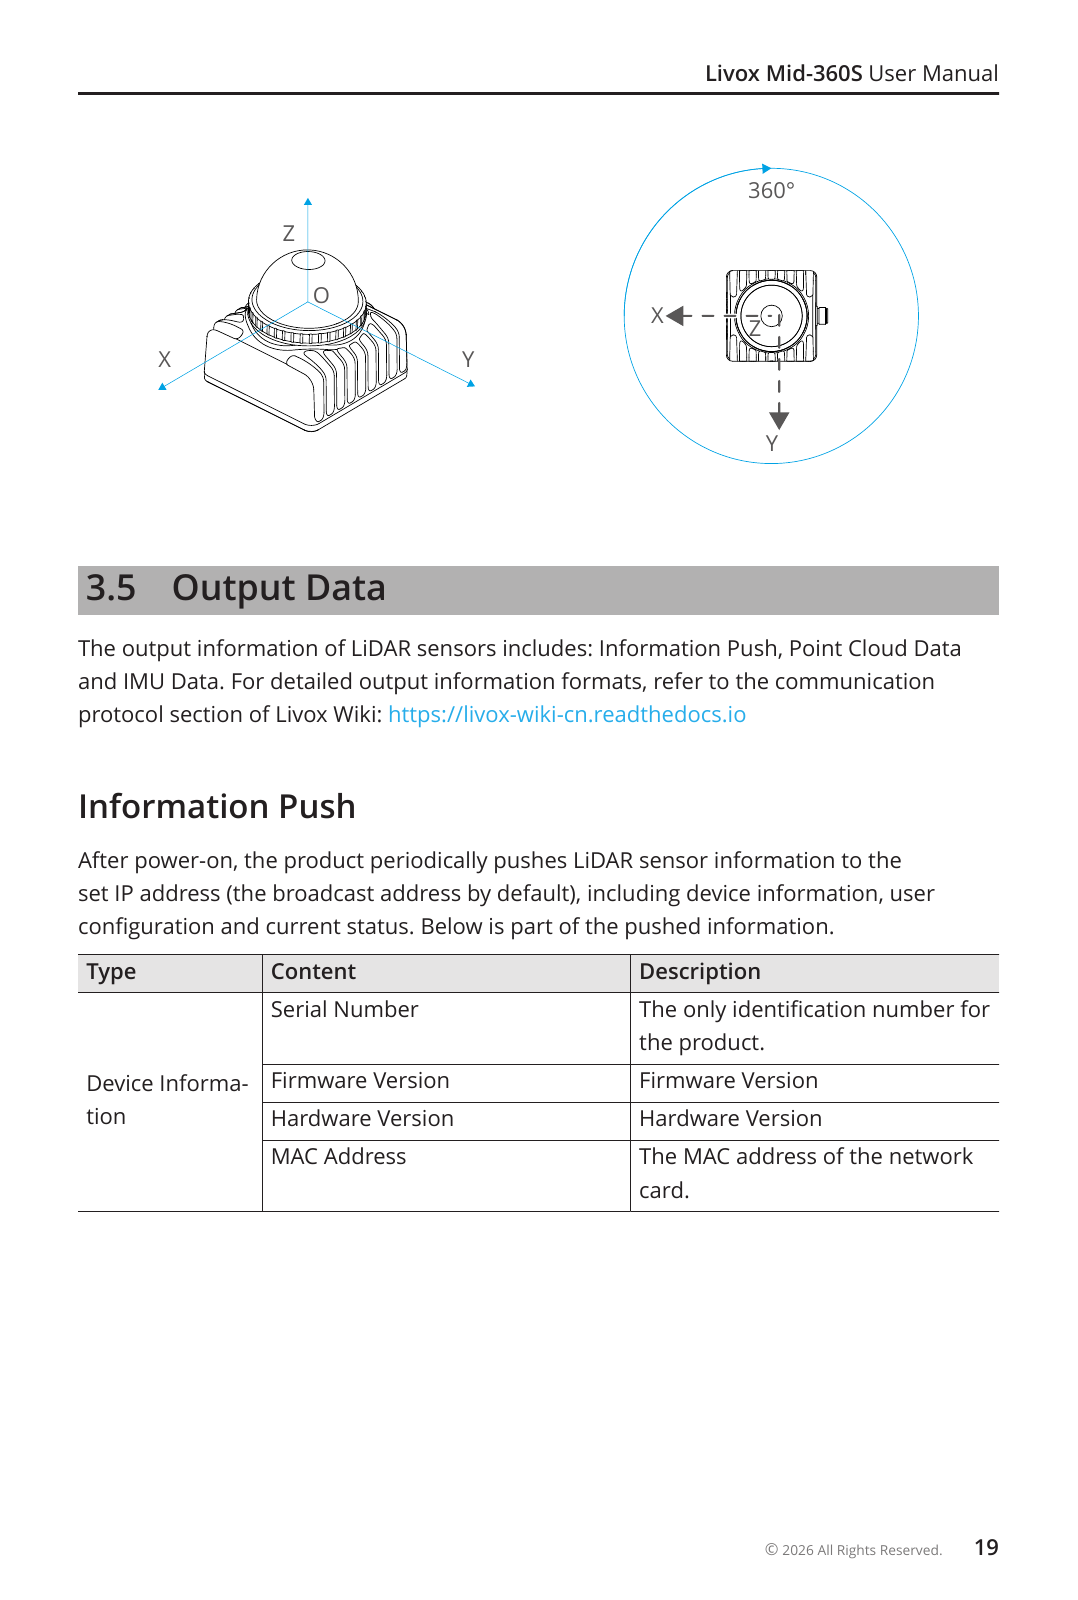 Livox Mid-360S User Manual
Z
O
X
Y
360°
X
Z
Y
3.5 Output Data
The output information of LiDAR sensors includes: Information Push, Point Cloud Data
and IMU Data. For detailed output information formats, refer to the communication
protocol section of Livox Wiki: https://livox-wiki-cn.readthedocs.io
Information Push
After power-on, the product periodically pushes LiDAR sensor information to the
set IP address (the broadcast address by default), including device information, user
configuration and current status. Below is part of the pushed information.
Type Content Description
Device Informa-
tion
Serial Number
The only identification number for
the product.
Firmware Version Firmware Version
Hardware Version Hardware Version
MAC Address
The MAC address of the network
card.
© 2026 All Rights Reserved. 19